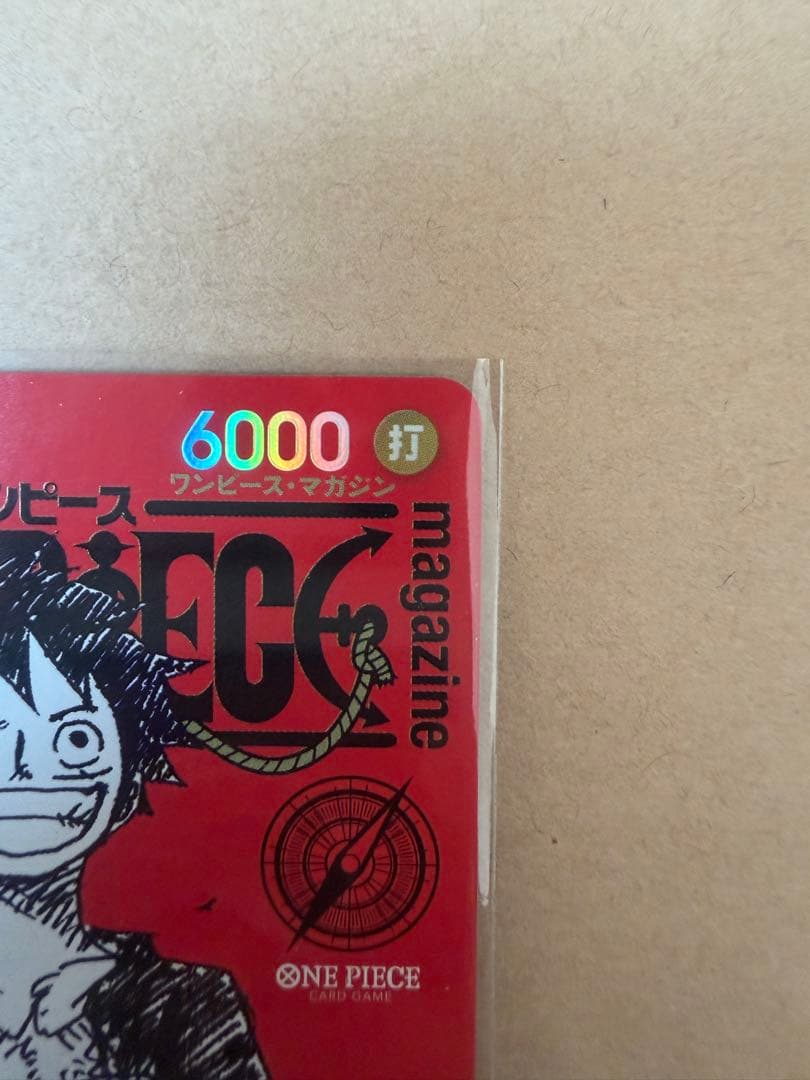 6000 打
ワンピース・マガジン
ンピース
PIECE
magazine
ONE PIECE
CARD GAME